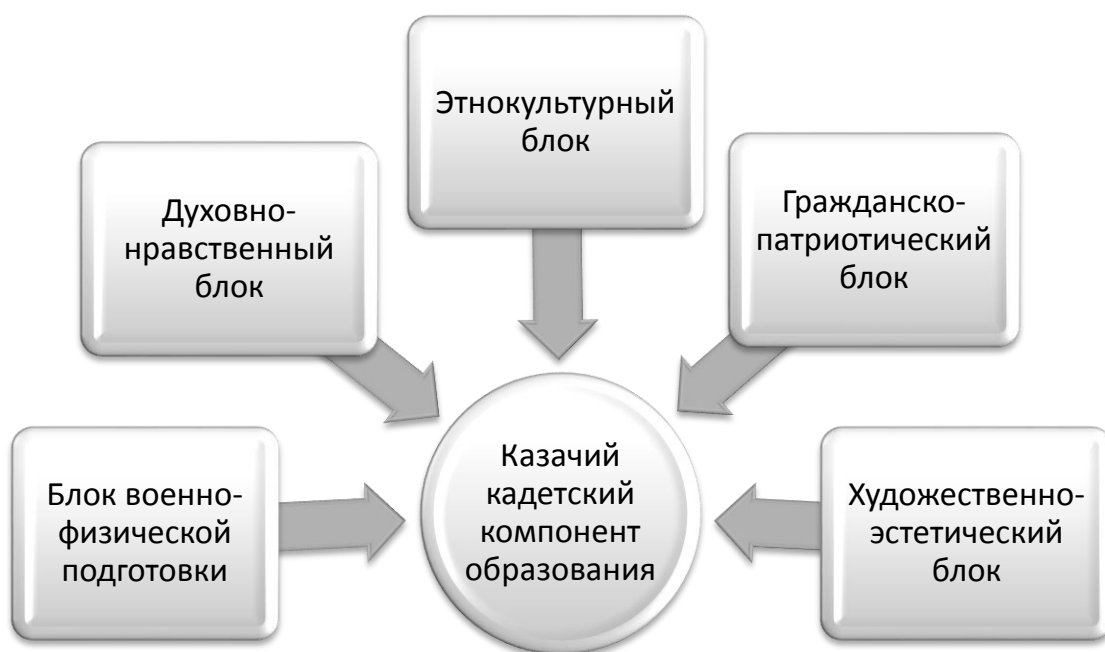 Этнокультурный
блок
Духовно-
нравственный
блок
Гражданско-
патриотический
блок
Блок военно-
физической
подготовки
Казачий
кадетский
компонент
образования
Художественно-
эстетический
блок